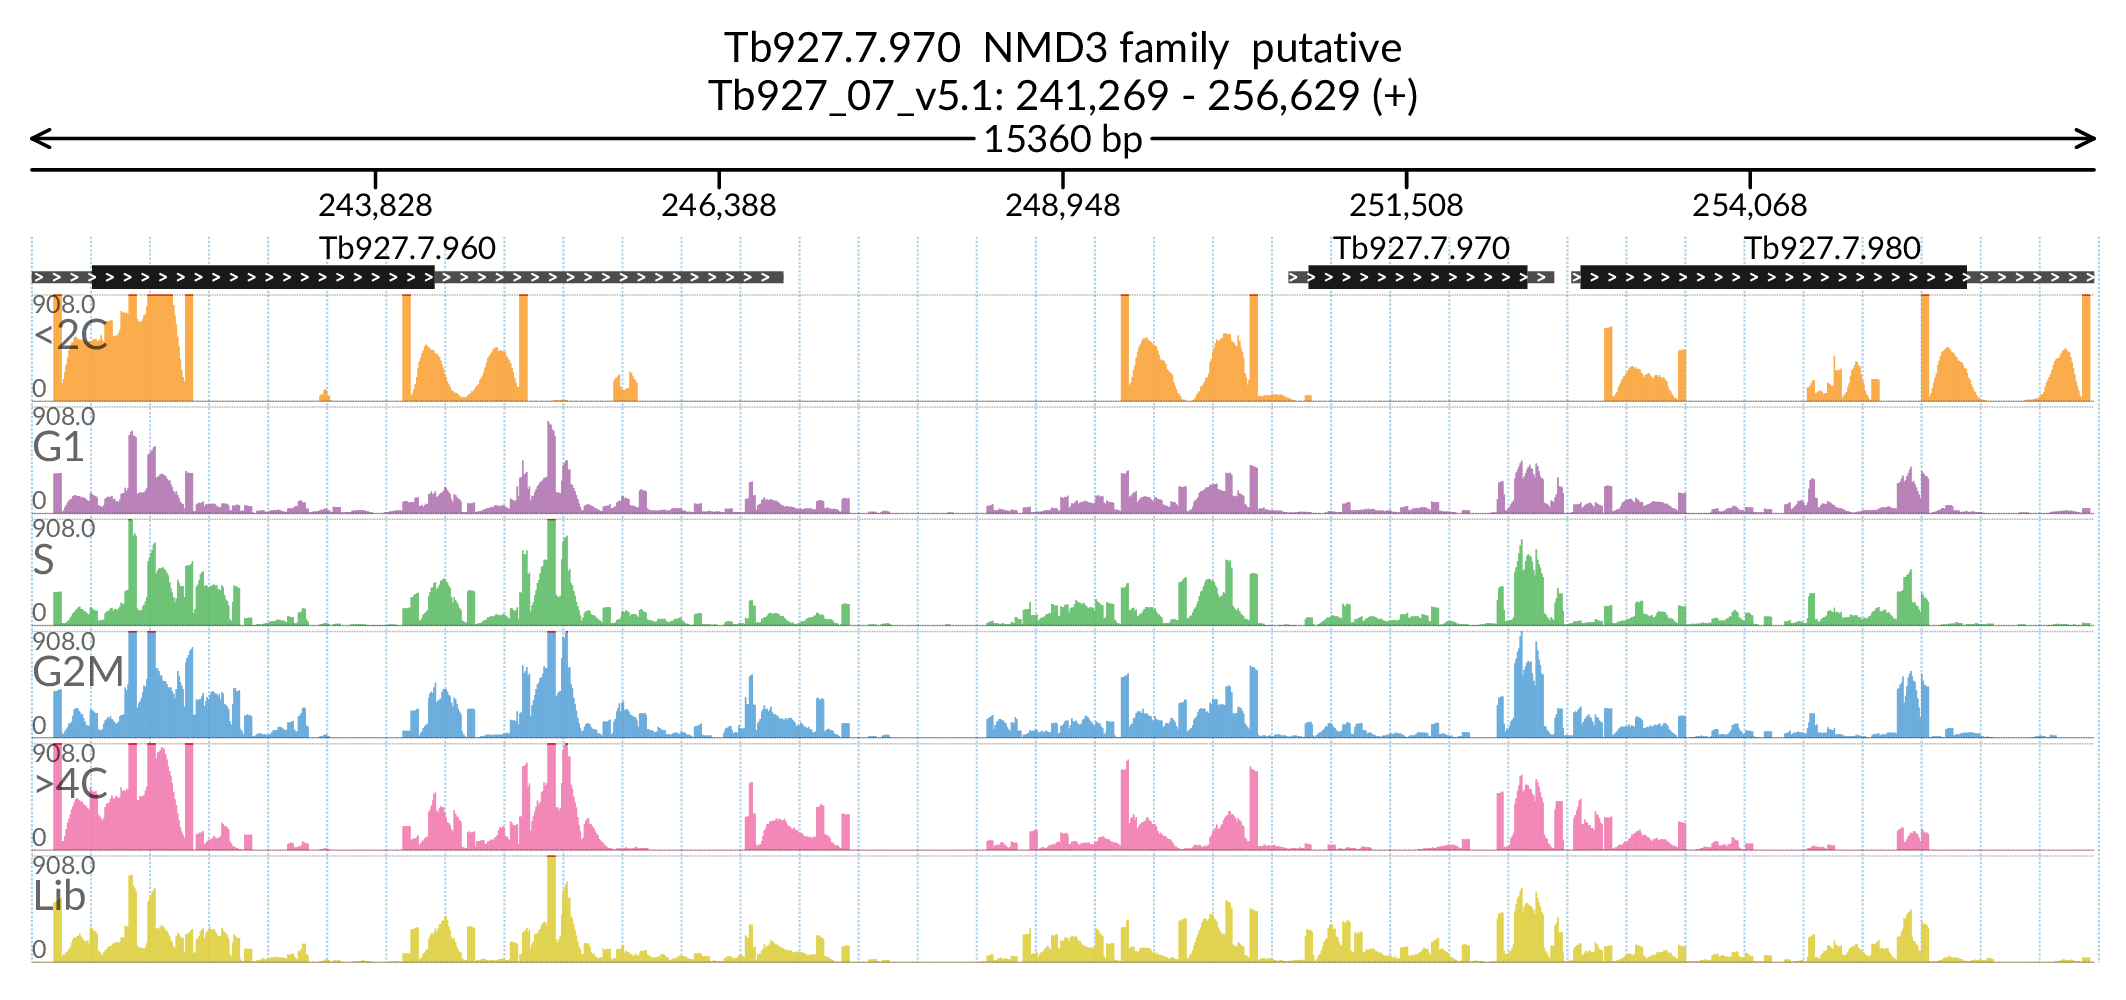 Tb927.7.970  NMD3 family  putative
Tb927_07_v5.1: 241,269 - 256,629 (+)
15360 bp
243,828 246,388 248,948 251,508 254,068
Tb927.7.960 Tb927.7.970 Tb927.7.980
908.0
<2C
0
908.0
G1
0
908.0
S
0
908.0
G2M
0
908.0
>4C
0
908.0
Lib
0